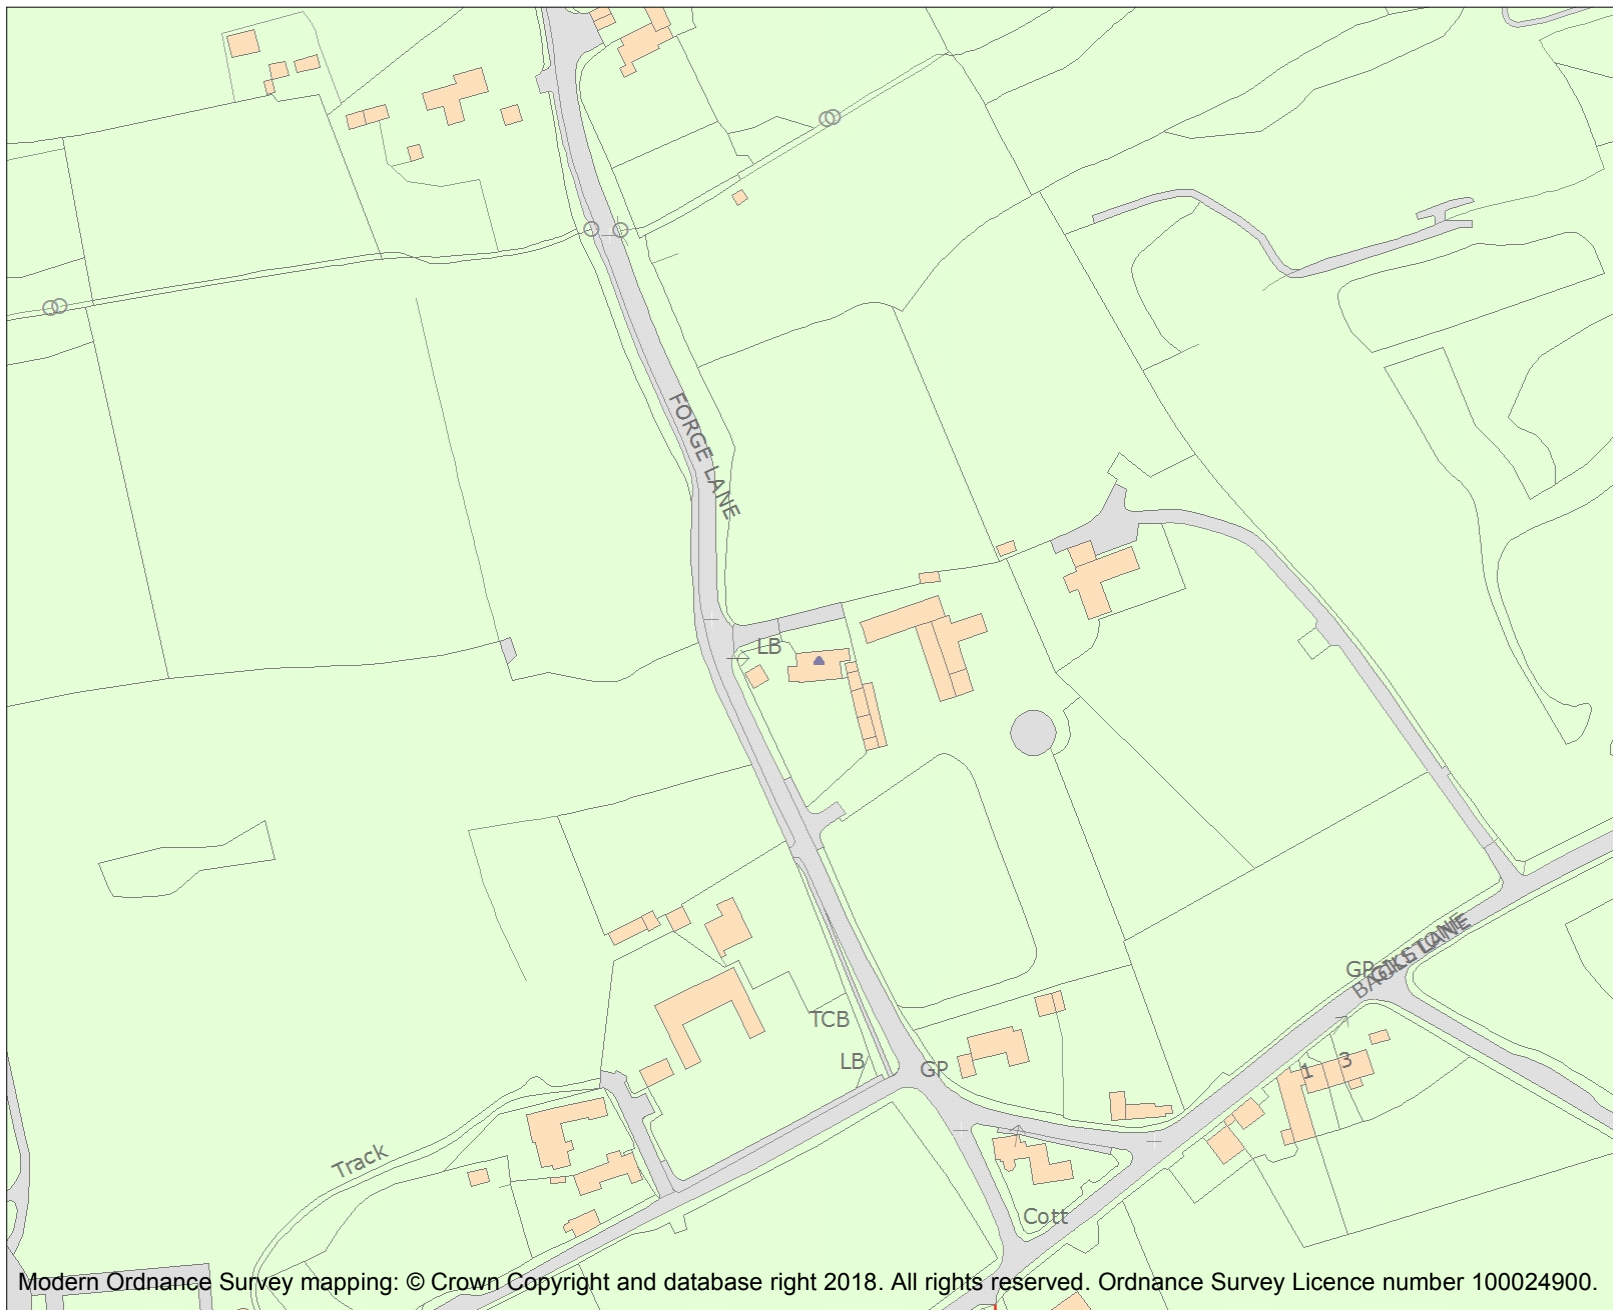 FORGE LANE
LB
TCB
LB
GP
GP
1
3
Track
Cott
Modern Ordnance Survey mapping: © Crown Copyright and database right 2018. All rights reserved. Ordnance Survey Licence number 100024900.